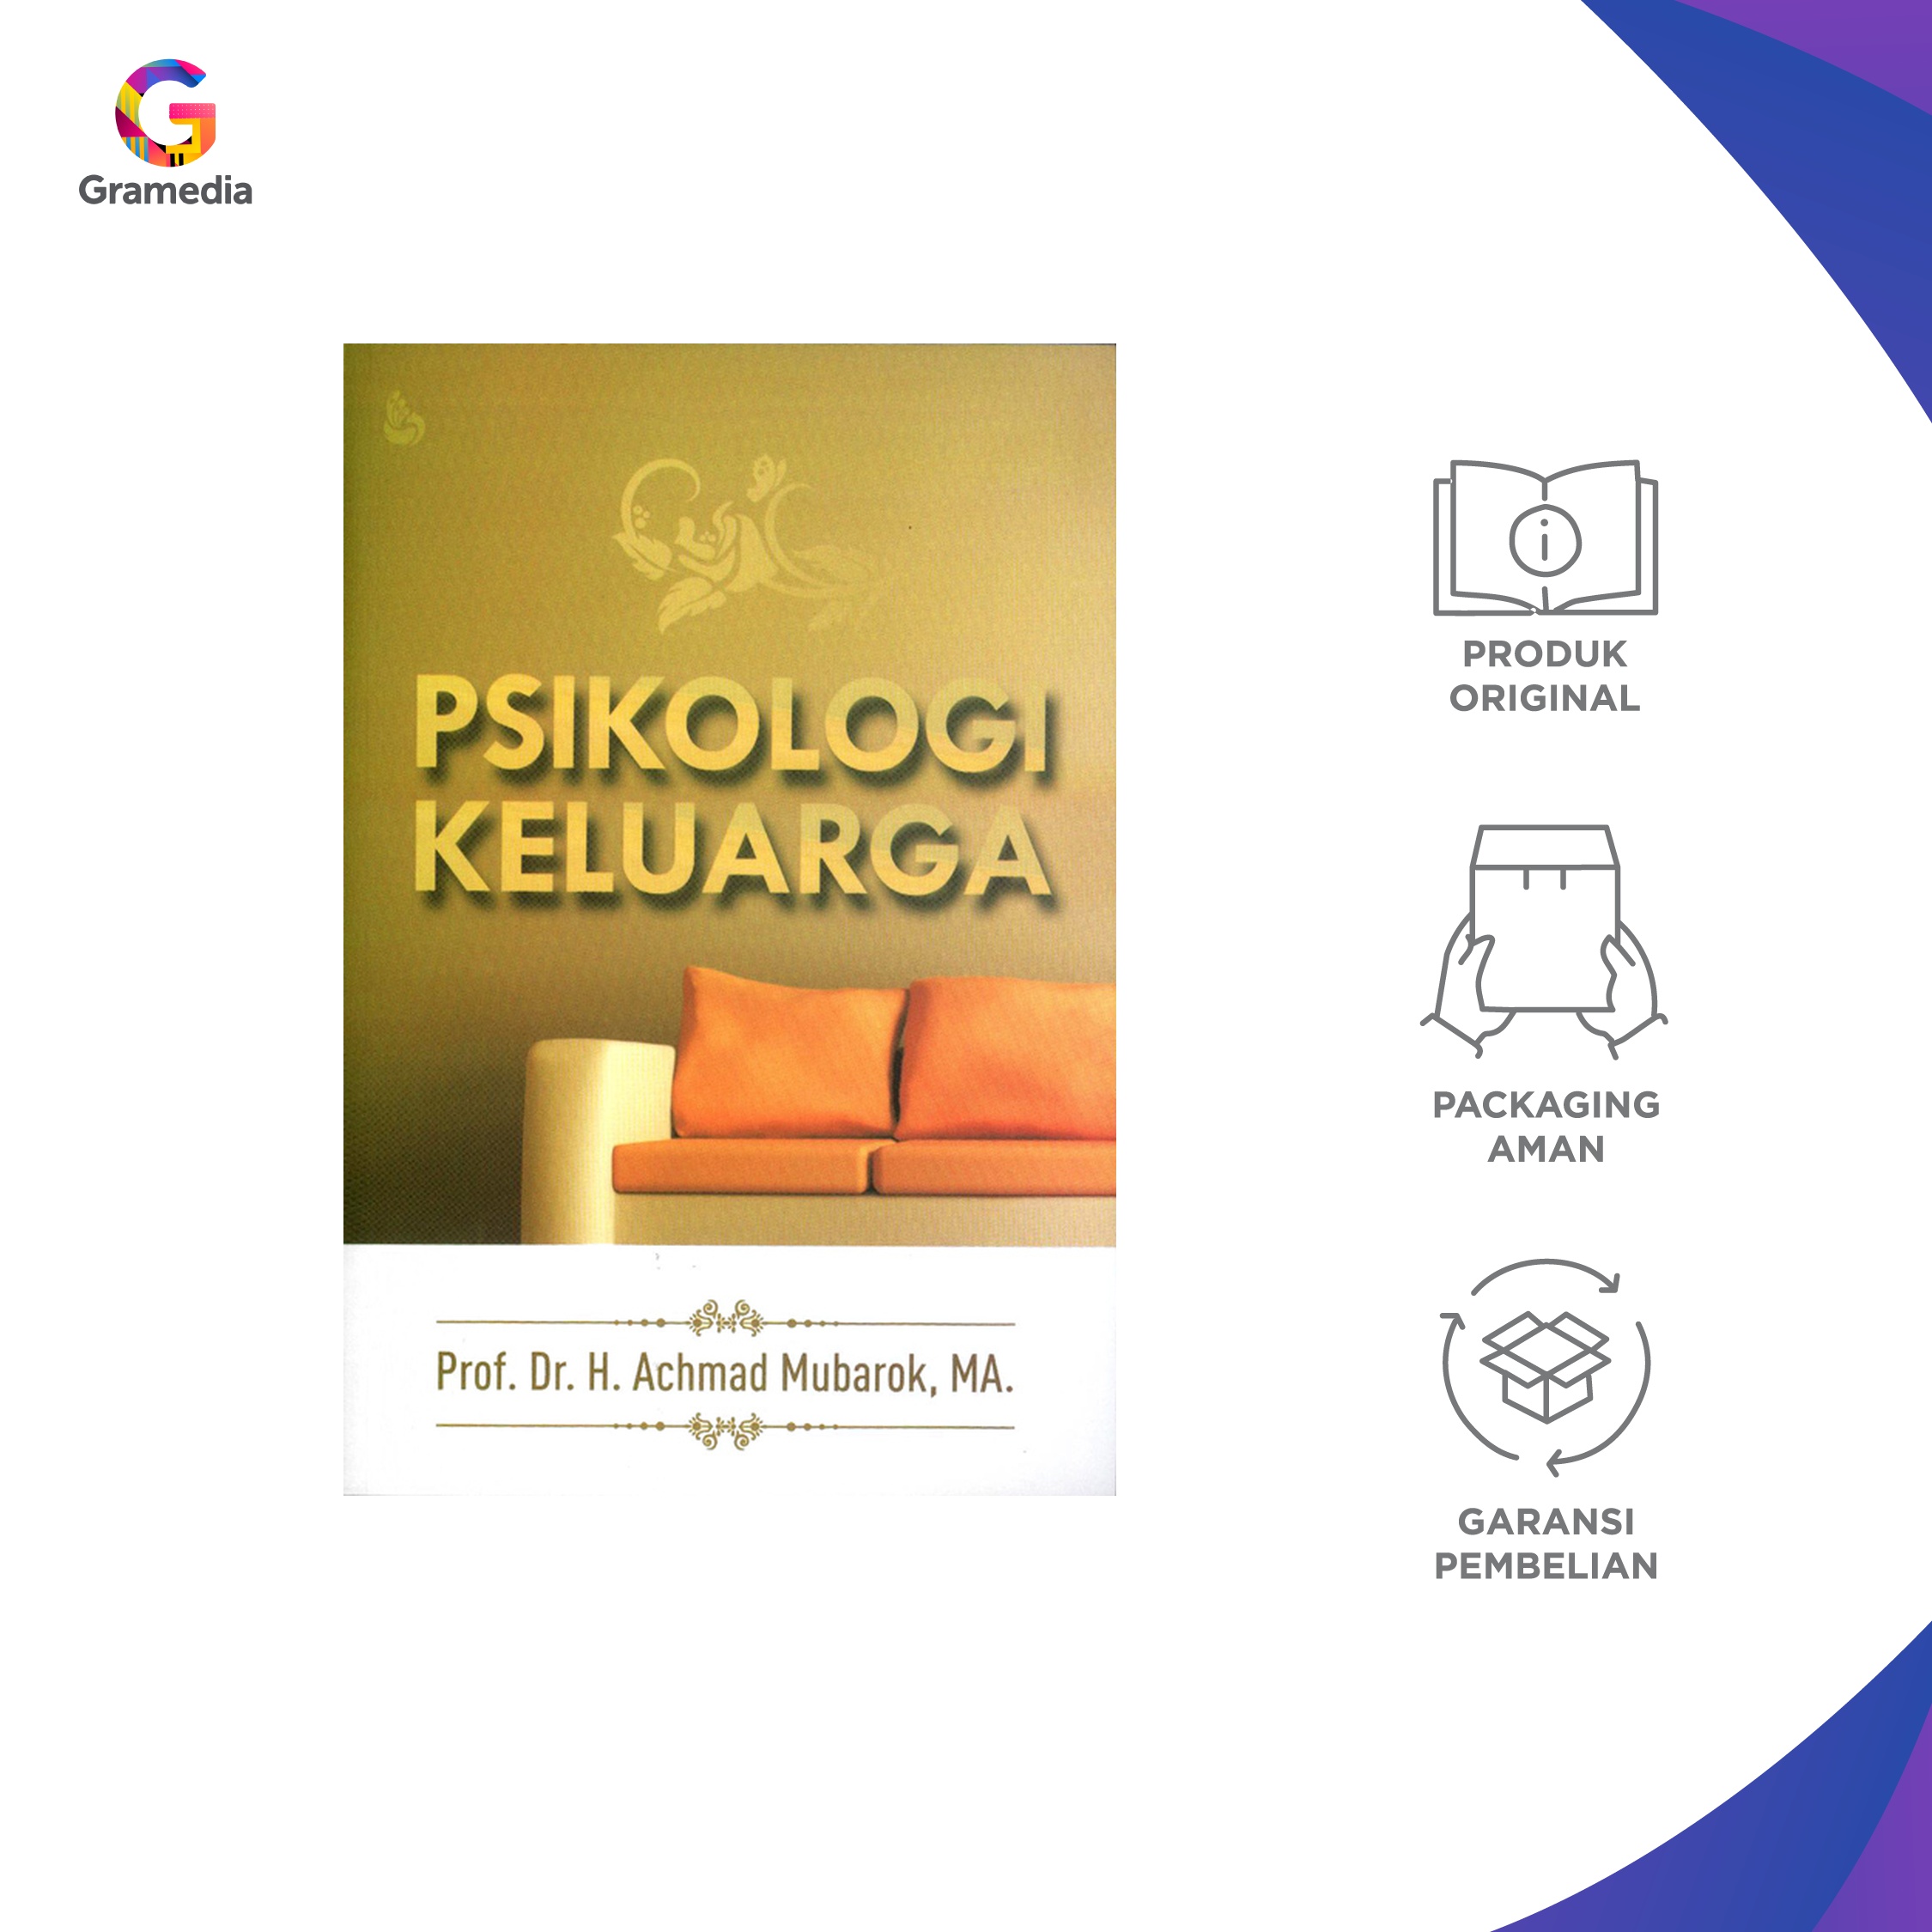 Gramedia
PSIKOLOGI
KELUARGA
Prof. Dr. H. Achmad Mubarok, MA.
PRODUK
ORIGINAL
PACKAGING
AMAN
GARANSI
PEMBELIAN